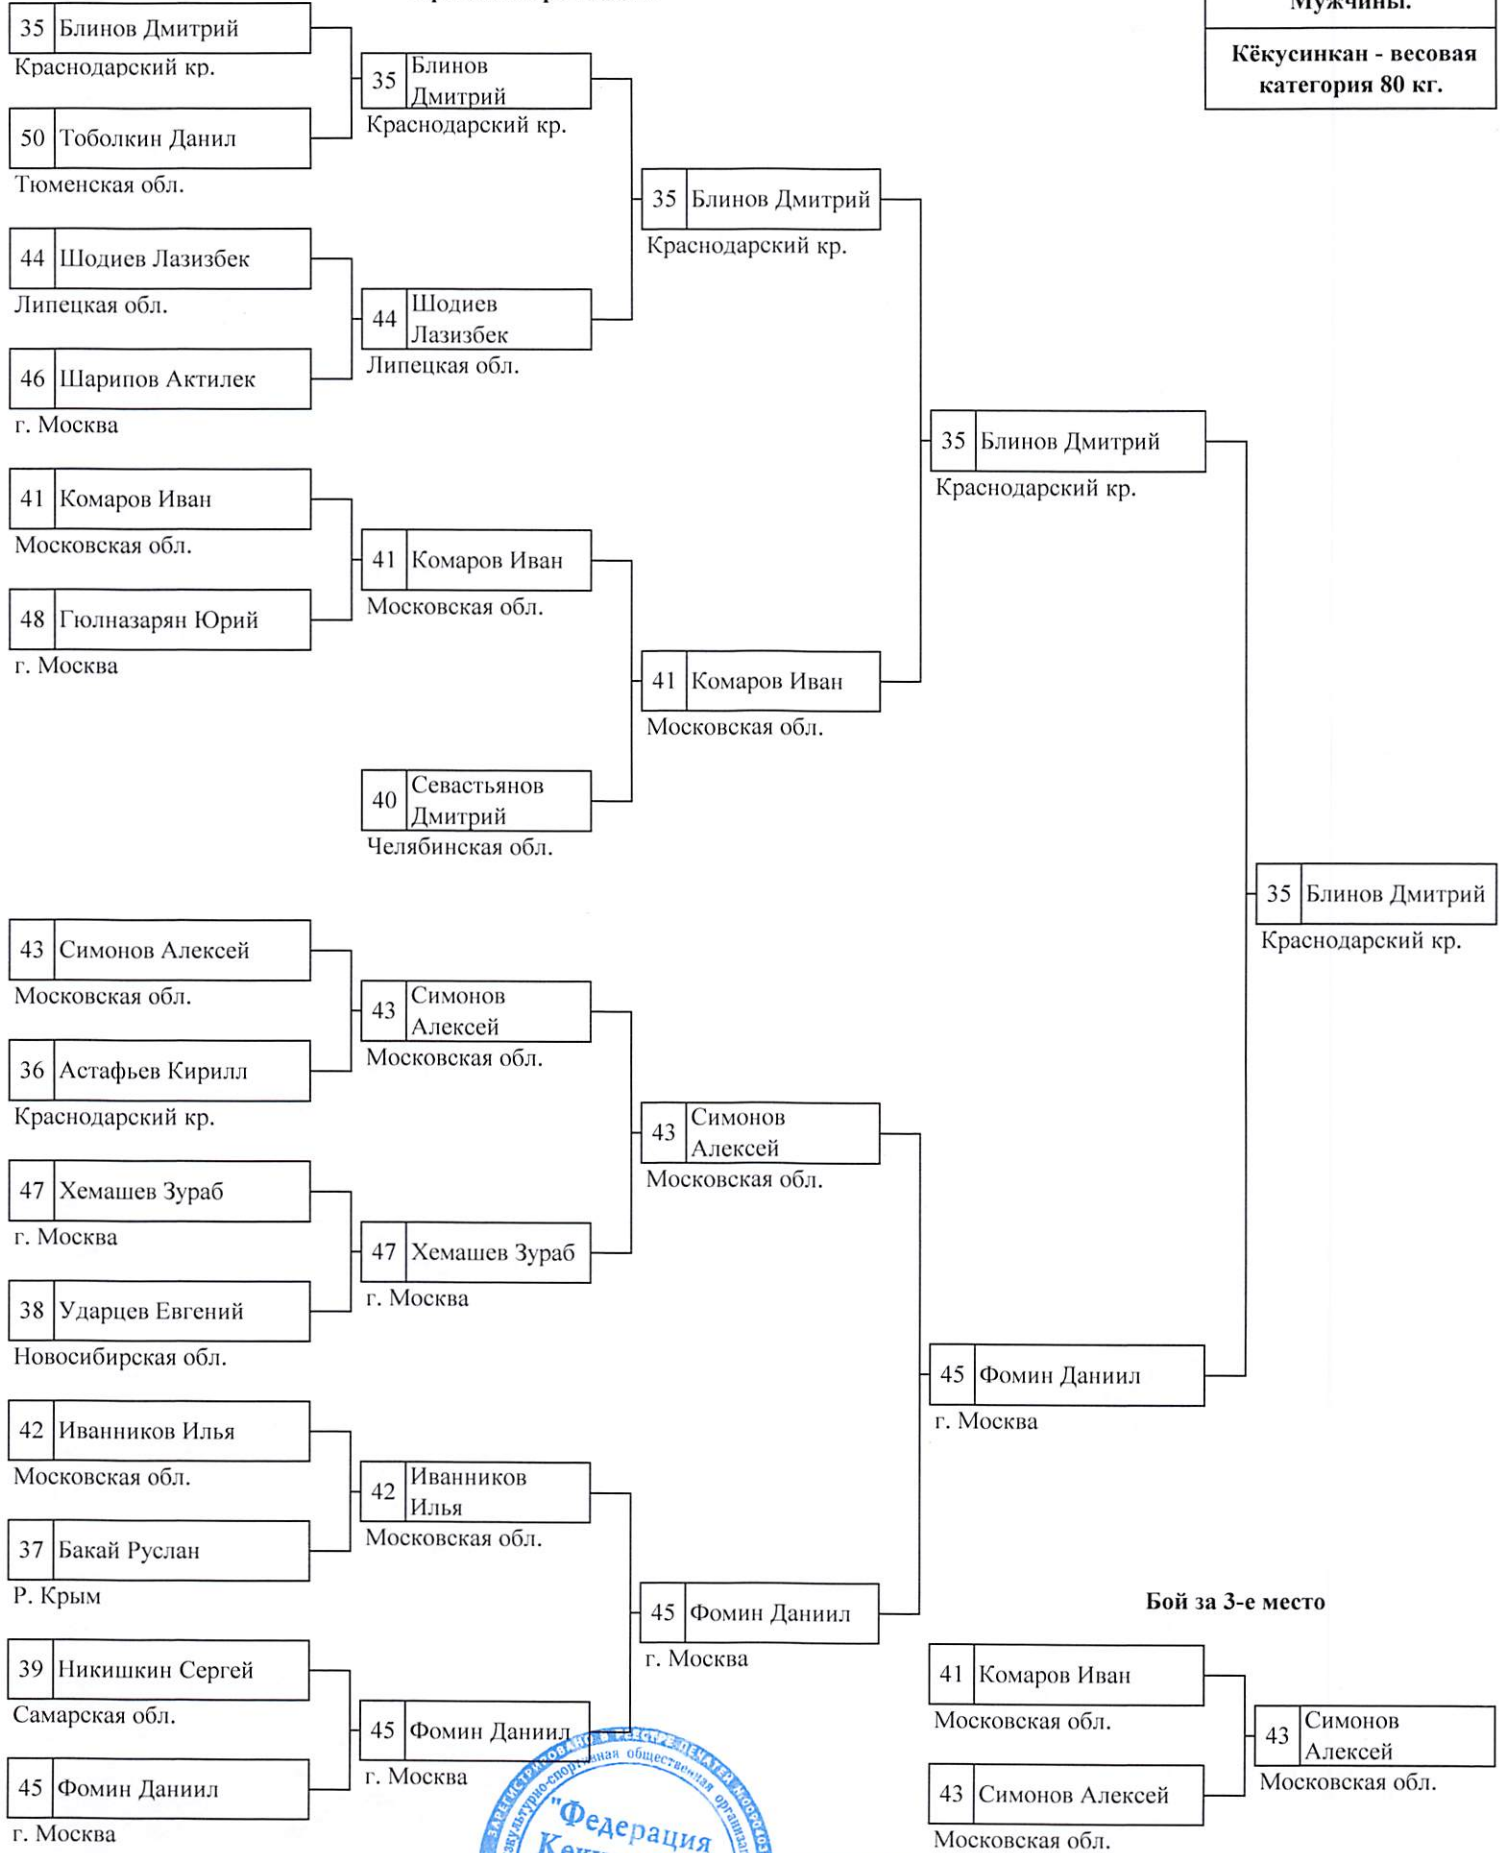 Мужчины.
Кёкусинкан - весовая
категория 80 кг.
35 Блинов Дмитрий
Краснодарский кр.
50 Тоболкин Данил
Тюменская обл.
44 Шодиев Лазизбек
Липецкая обл.
46 Шарипов Актилек
г. Москва
41 Комаров Иван
Московская обл.
48 Гюлназарян Юрий
г. Москва
43 Симонов Алексей
Московская обл.
36 Астафьев Кирилл
Краснодарский кр.
47 Хемашев Зураб
г. Москва
38 Ударцев Евгений
Новосибирская обл.
42 Иванников Илья
Московская обл.
37 Бакай Руслан
Р. Крым
39 Никишкин Сергей
Самарская обл.
45 Фомин Даниил
г. Москва
35 Блинов
Дмитрий
Краснодарский кр.
44 Шодиев
Лазизбек
Липецкая обл.
41 Комаров Иван
Московская обл.
40 Севастьянов
Дмитрий
Челябинская обл.
43 Симонов
Алексей
Московская обл.
47 Хемашев Зураб
г. Москва
42 Иванников
Илья
Московская обл.
45 Фомин Даниил
г. Москва
35 Блинов Дмитрий
Краснодарский кр.
41 Комаров Иван
Московская обл.
43 Симонов
Алексей
Московская обл.
45 Фомин Даниил
г. Москва
35 Блинов Дмитрий
Краснодарский кр.
45 Фомин Даниил
г. Москва
35 Блинов Дмитрий
Краснодарский кр.
Бой за 3-е место
41 Комаров Иван
Московская обл.
43 Симонов Алексей
Московская обл.
43 Симонов
Алексей
Московская обл.
ЗАРЕГИСТРИРОВАНО В РЕЕСТРЕ ПЕЧАТЕЙ
общественная
"Федерация